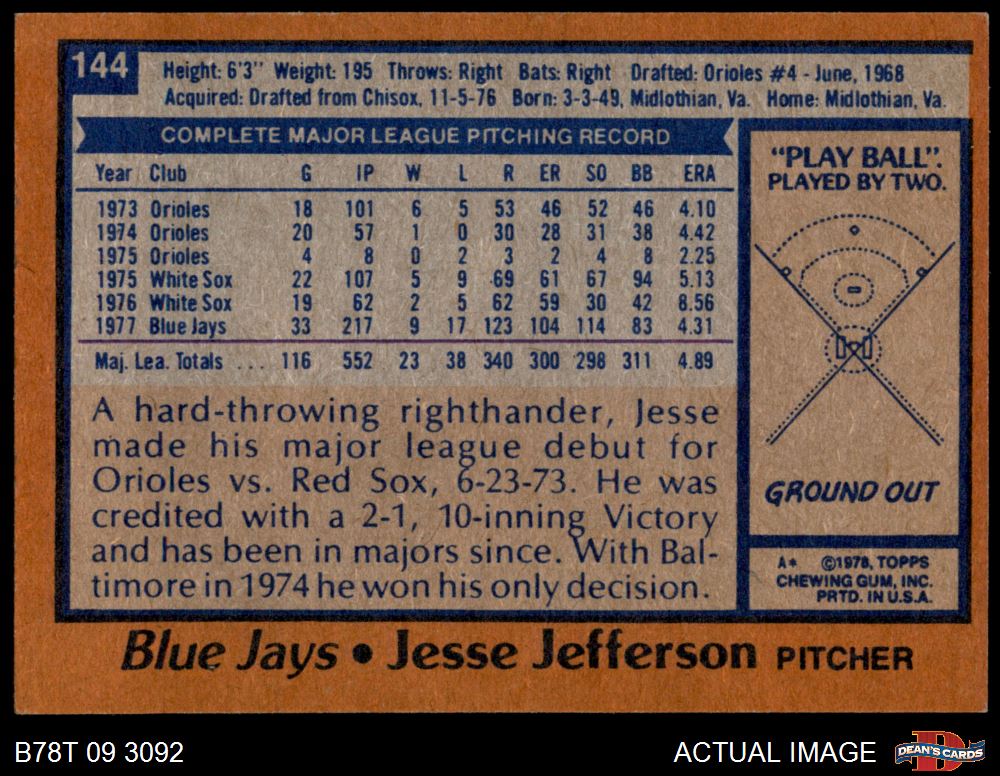 144
Height: 6'3" Weight: 195 Throws: Right Bats: Right Drafted: Orioles #4 - June, 1968
Acquired: Drafted from Chisox, 11-5-76 Born: 3-3-49, Midlothian, Va. Home: Midlothian, Va.
COMPLETE MAJOR LEAGUE PITCHING RECORD
Year Club G IP W L R ER SO BB ERA
1973 Orioles 18 101 6 5 53 46 52 46 4.10
1974 Orioles 20 57 1 0 30 28 31 38 4.42
1975 Orioles 4 8 0 2 3 2 4 8 2.25
1975 White Sox 22 107 5 9 69 61 67 94 5.13
1976 White Sox 19 62 2 5 62 59 30 42 8.56
1977 Blue Jays 33 217 9 17 123 104 114 83 4.31
Maj. Lea. Totals ... 116 552 23 38 340 300 298 311 4.89
A hard-throwing righthander, Jesse
made his major league debut for
Orioles vs. Red Sox, 6-23-73. He was
credited with a 2-1, 10-inning Victory
and has been in majors since. With Bal-
timore in 1974 he won his only decision.
"PLAY BALL".
PLAYED BY TWO.
GROUND OUT
A* ©1978, TOPPS
CHEWING GUM, INC.
PRTD. IN U.S.A.
Blue Jays • Jesse Jefferson PITCHER
B78T 09 3092
ACTUAL IMAGE
DEAN'S CARDS